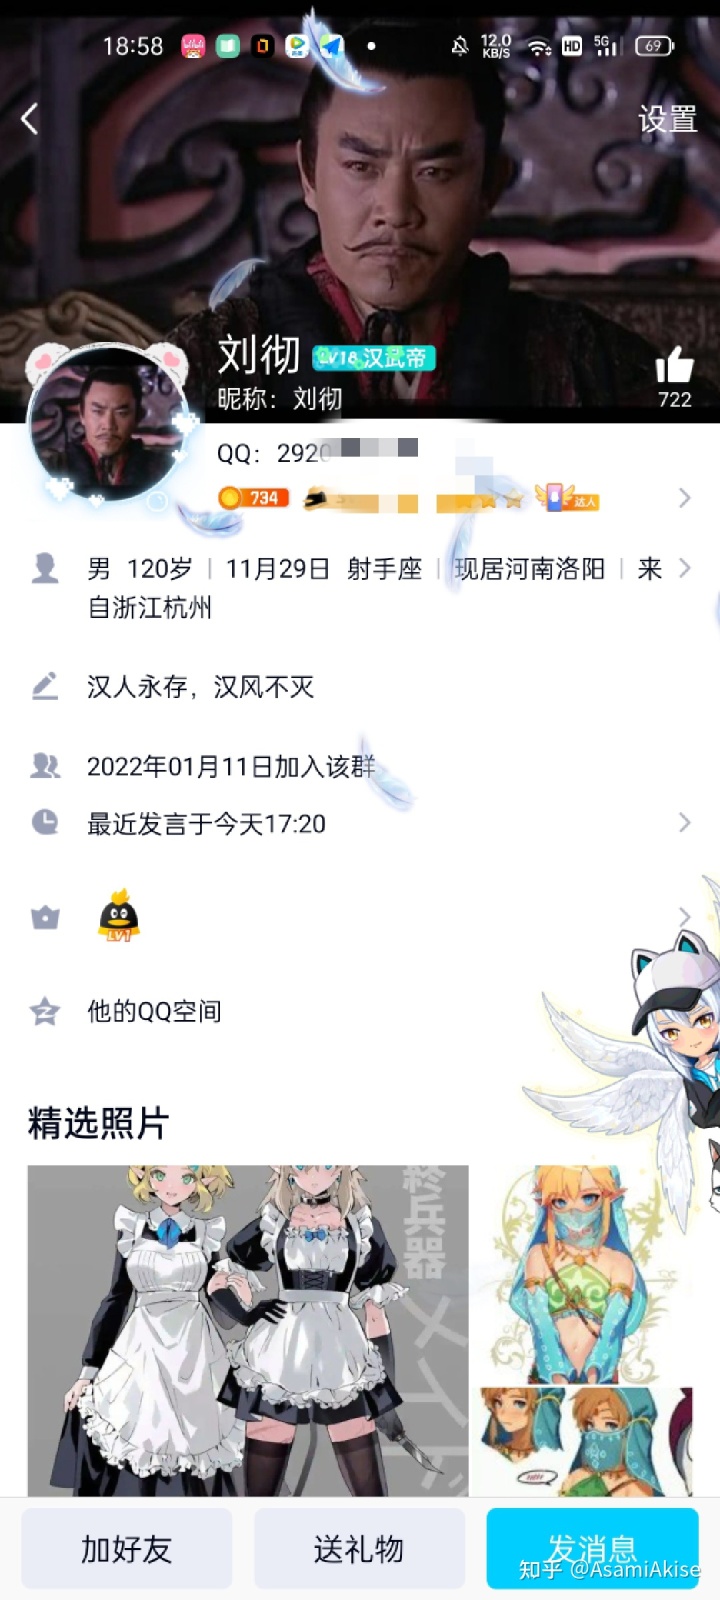 18:58
12.0
KB/S
HD
5G
69
设置
刘彻 LV18 汉武帝
昵称：刘彻
722
QQ：2920
734
达人
男 120岁 | 11月29日 射手座 | 现居河南洛阳 | 来
自浙江杭州
汉人永存，汉风不灭
2022年01月11日加入该群
最近发言于今天17:20
LV1
他的QQ空间
精选照片
終兵器
メイド
加好友
送礼物
发消息
知乎 @AsamiAkise